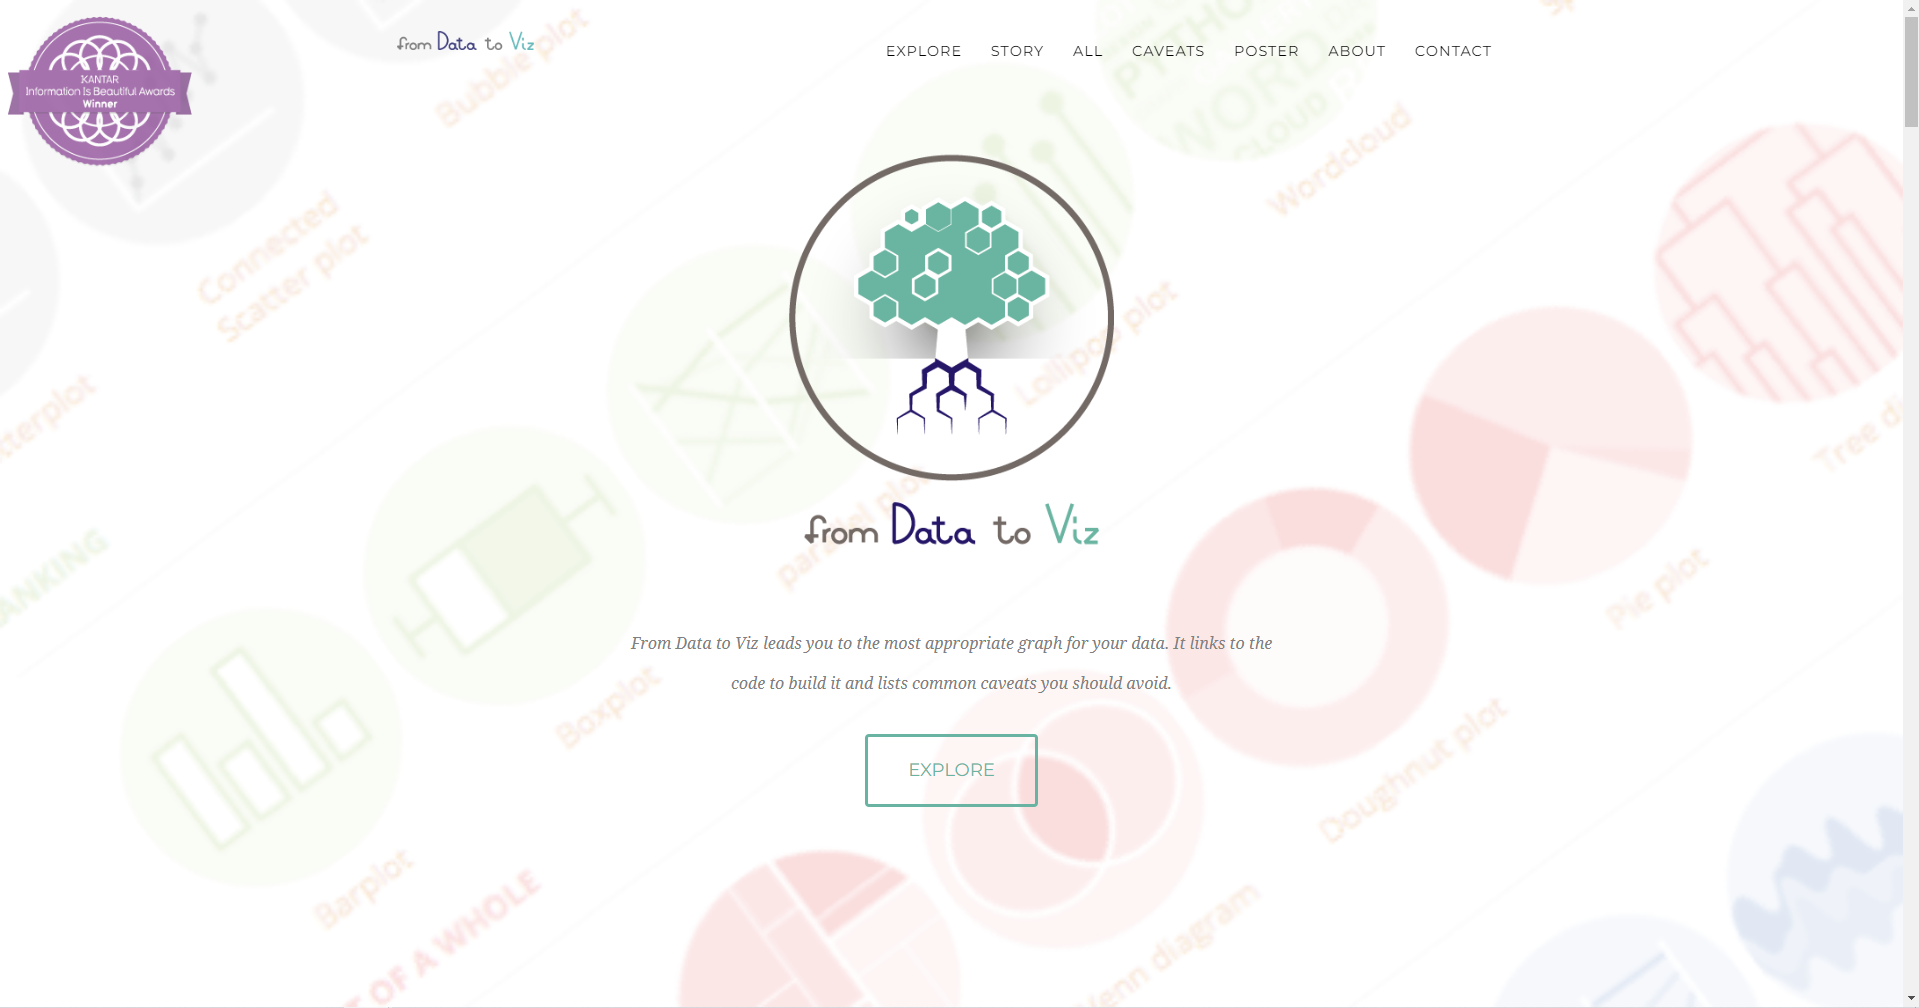 KANTAR
Information Is Beautiful Awards
Winner
from Data to Viz
EXPLORE
STORY
ALL
CAVEATS
POSTER
ABOUT
CONTACT
Bubble plot
WORD
CLOUD
Wordcloud
Connected
Scatter plot
Lollipop plot
parallel plot
Pie plot
Boxplot
Doughnut plot
Barplot
OF A WHOLE
Venn diagram
from Data to Viz
From Data to Viz leads you to the most appropriate graph for your data. It links to the
code to build it and lists common caveats you should avoid.
EXPLORE